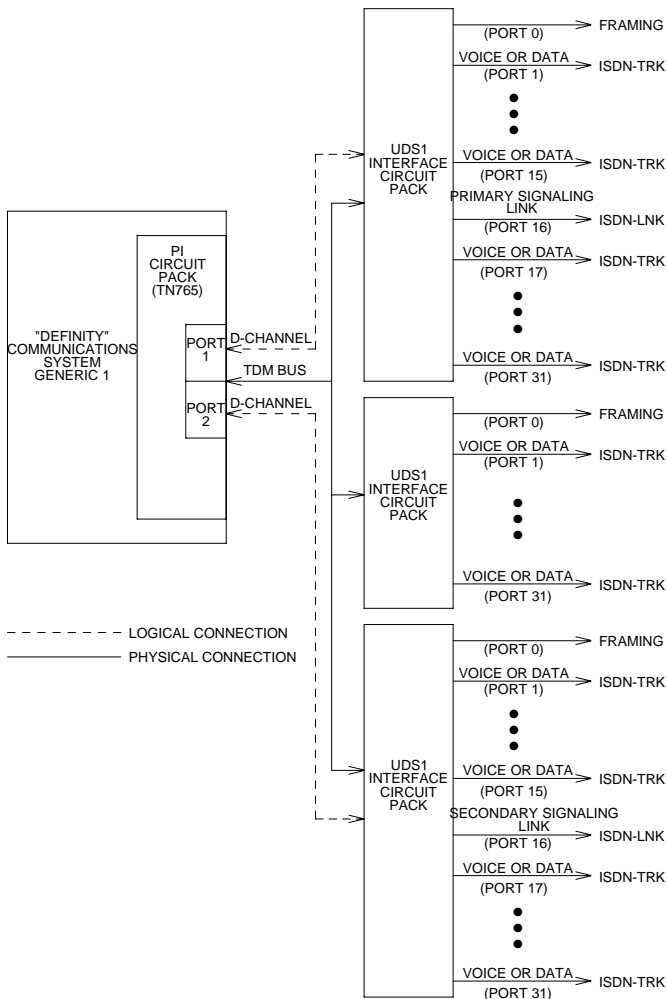 "DEFINITY"
COMMUNICATIONS
SYSTEM
GENERIC 1
PI
CIRCUIT
PACK
(TN765)
PORT
1
PORT
2
D-CHANNEL
TDM BUS
D-CHANNEL
LOGICAL CONNECTION
PHYSICAL CONNECTION
UDS1
INTERFACE
CIRCUIT
PACK
(PORT 0)
FRAMING
VOICE OR DATA
(PORT 1)
ISDN-TRK
VOICE OR DATA
(PORT 15)
ISDN-TRK
PRIMARY SIGNALING
LINK
(PORT 16)
ISDN-LNK
VOICE OR DATA
(PORT 17)
ISDN-TRK
VOICE OR DATA
(PORT 31)
ISDN-TRK
UDS1
INTERFACE
CIRCUIT
PACK
(PORT 0)
FRAMING
VOICE OR DATA
(PORT 1)
ISDN-TRK
VOICE OR DATA
(PORT 31)
ISDN-TRK
UDS1
INTERFACE
CIRCUIT
PACK
(PORT 0)
FRAMING
VOICE OR DATA
(PORT 1)
ISDN-TRK
VOICE OR DATA
(PORT 15)
ISDN-TRK
SECONDARY SIGNALING
LINK
(PORT 16)
ISDN-LNK
VOICE OR DATA
(PORT 17)
ISDN-TRK
VOICE OR DATA
(PORT 31)
ISDN-TRK